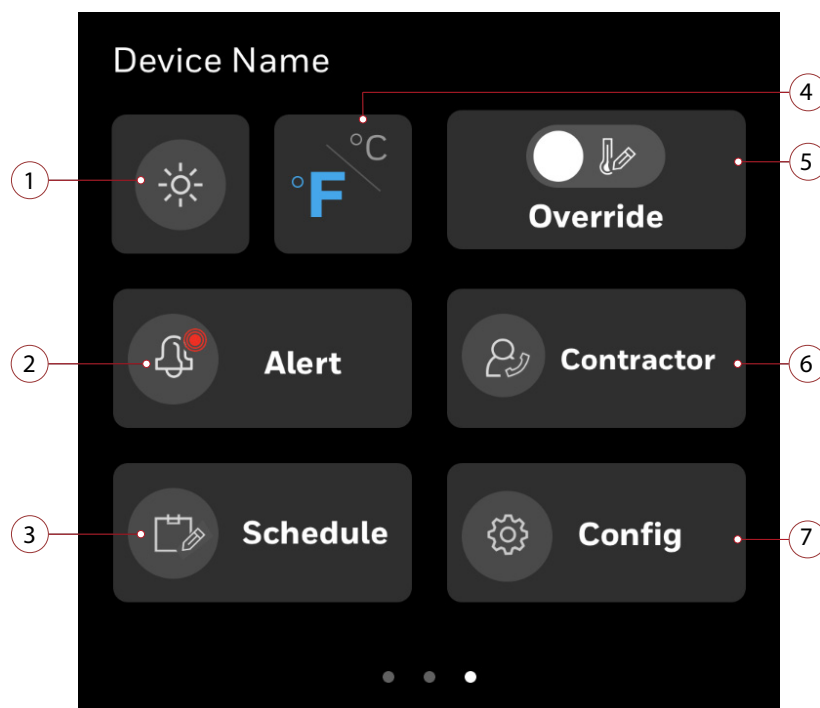 Device Name
4
°C
°F
1
5
Override
2
Alert
Contractor
6
3
Schedule
Config
7